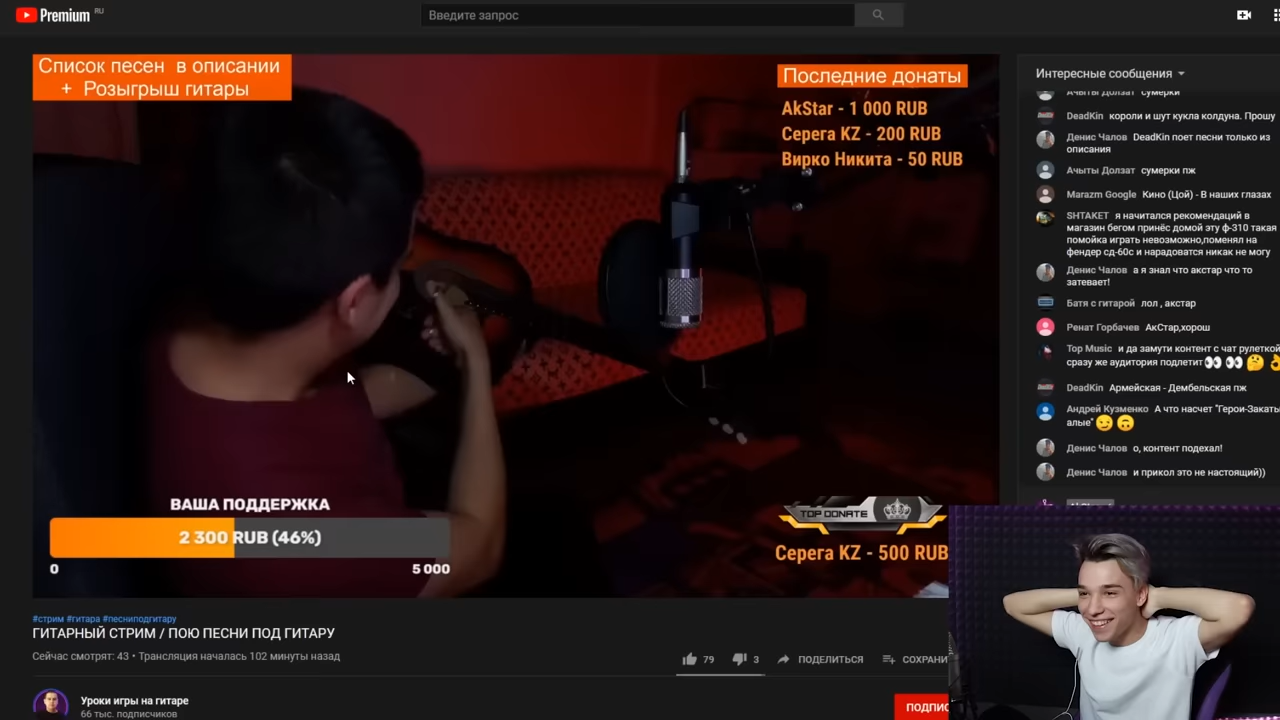 Premium RU
Введите запрос
Список песен в описании
+ Розыгрыш гитары
Последние донаты
AkStar - 1 000 RUB
Серега KZ - 200 RUB
Вирко Никита - 50 RUB
ВАША ПОДДЕРЖКА
2 300 RUB (46%)
0
5 000
TOP DONATE
Серега KZ - 500 RUB
#стрим #гитара #песниподгитару
ГИТАРНЫЙ СТРИМ / ПОЮ ПЕСНИ ПОД ГИТАРУ
Сейчас смотрят: 43 • Трансляция началась 102 минуты назад
79
3
ПОДЕЛИТЬСЯ
СОХРАНИ
Уроки игры на гитаре
66 тыс. подписчиков
ПОДПИС
Интересные сообщения
Ачыты Долзат сумерки
DeadKin короли и шут кукла колдуна. Прошу
Денис Чалов DeadKin поет песни только из
описания
Ачыты Долзат сумерки пж
Marazm Google Кино (Цой) - В наших глазах
SHTAKET я начитался рекомендаций в
магазин бегом принёс домой эту ф-310 такая
помойка играть невозможно,поменял на
фендер сд-60с и нарадоватся никак не могу
Денис Чалов а я знал что акстар что то
затевает!
Батя с гитарой лол , акстар
Ренат Горбачев АкСтар,хорош
Top Music и да замути контент с чат рулеткой
сразу же аудитория подлетит
DeadKin Армейская - Дембельская пж
Андрей Кузменко А что насчет "Герои-Закаты
алые"
Денис Чалов о, контент подехал!
Денис Чалов и прикол это не настоящий))